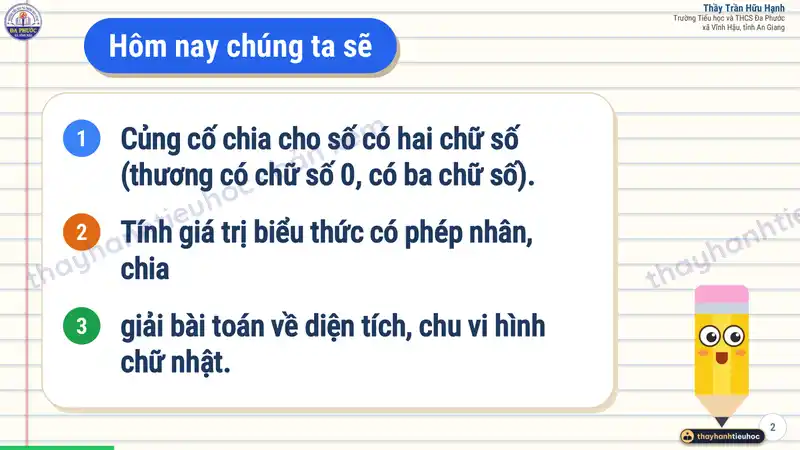 Thầy Trần Hữu Hạnh
Trường Tiểu học và THCS Đa Phước
xã Vĩnh Hậu, tỉnh An Giang
ĐA PHƯỚC
Hôm nay chúng ta sẽ
1 Củng cố chia cho số có hai chữ số
(thương có chữ số 0, có ba chữ số).
2 Tính giá trị biểu thức có phép nhân,
chia
3 giải bài toán về diện tích, chu vi hình
chữ nhật.
thayhanhtieuhoc
2